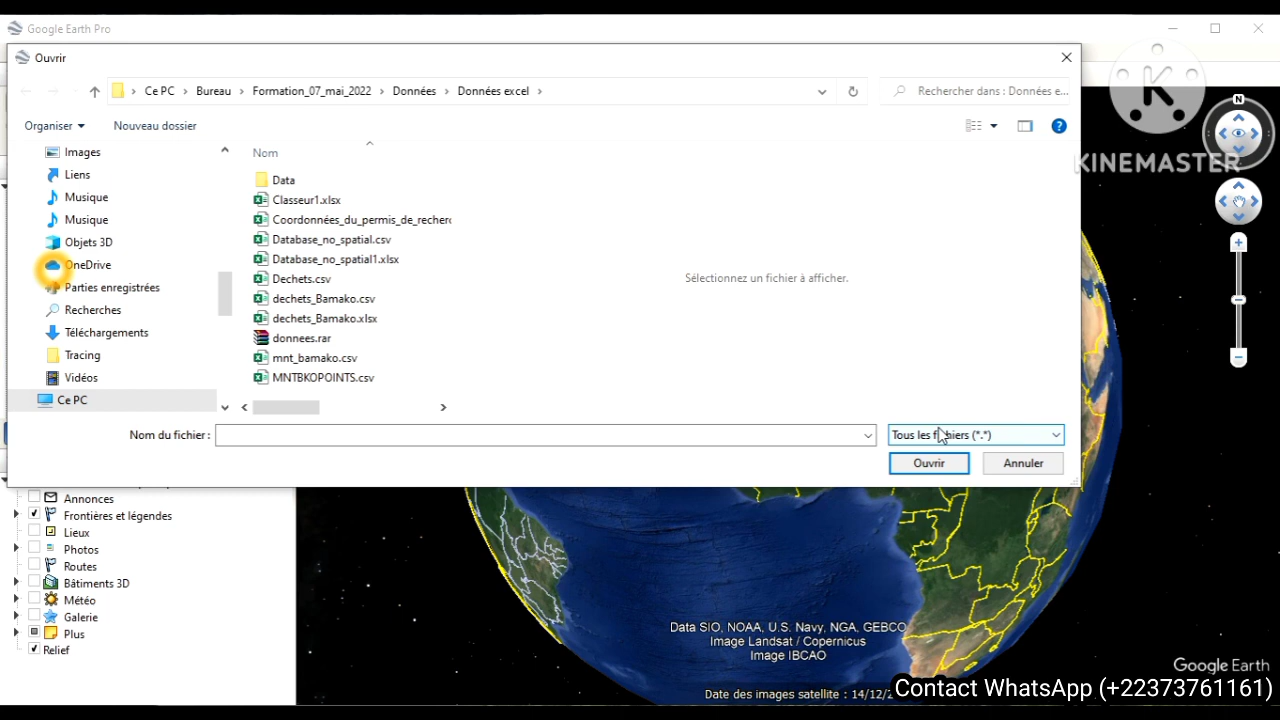 Google Earth Pro
Ouvrir
Ce PC
Bureau
Formation_07_mai_2022
Données
Données excel
Rechercher dans : Données e...
Organiser
Nouveau dossier
KINEMASTER
Images
Liens
Musique
Musique
Objets 3D
OneDrive
Parties enregistrées
Recherches
Téléchargements
Tracing
Vidéos
Ce PC
Nom
Data
Classeur1.xlsx
Coordonnées_du_permis_de_recherc
Database_no_spatial.csv
Database_no_spatial1.xlsx
Dechets.csv
dechets_Bamako.csv
dechets_Bamako.xlsx
donnees.rar
mnt_bamako.csv
MNTBKOPOINTS.csv
Sélectionnez un fichier à afficher.
N
Nom du fichier :
Tous les fichiers (*.*)
Ouvrir
Annuler
Annonces
Frontières et légendes
Lieux
Photos
Routes
Bâtiments 3D
Météo
Galerie
Plus
Relief
Data SIO, NOAA, U.S. Navy, NGA, GEBCO
Image Landsat / Copernicus
Image IBCAO
Google Earth
Date des images satellite : 14/12/2
Contact WhatsApp (+22373761161)